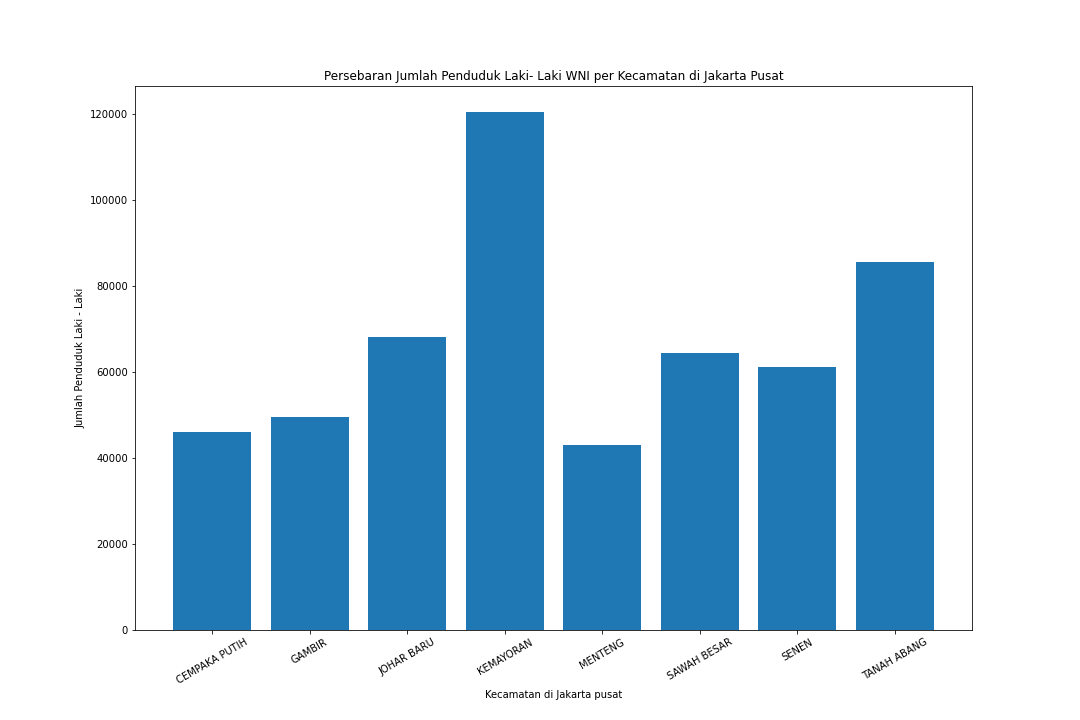 Persebaran Jumlah Penduduk Laki- Laki WNI per Kecamatan di Jakarta Pusat
Jumlah Penduduk Laki - Laki
120000
100000
80000
60000
40000
20000
0
CEMPAKA PUTIH
GAMBIR
JOHAR BARU
KEMAYORAN
MENTENG
SAWAH BESAR
SENEN
TANAH ABANG
Kecamatan di Jakarta pusat